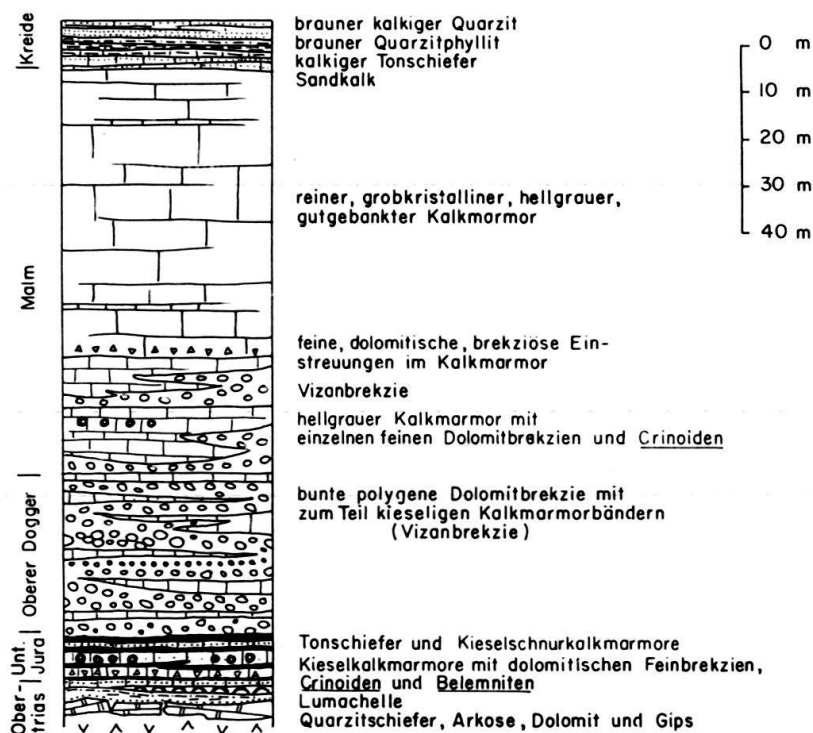 brauner kalkiger Quarzit
brauner Quarzitphyllit
kalkiger Tonschiefer
Sandkalk
reiner, grobkristalliner, hellgrauer,
gutgebankter Kalkmarmor
feine, dolomitische, brekziöse Ein-
streuungen im Kalkmarmor
Vizanbrekzie
hellgrauer Kalkmarmor mit
einzelnen feinen Dolomitbrekzien und Crinoiden
bunte polygene Dolomitbrekzie mit
zum Teil kieseligen Kalkmarmorbändern
(Vizanbrekzie)
Tonschiefer und Kieselschnurkalkmarmore
Kieselkalkmarmore mit dolomitischen Feinbrekzien,
Crinoiden und Belemniten
Lumachelle
Quarzitschiefer, Arkose, Dolomit und Gips
Kreide
Malm
Oberer Dogger
Unt.
Jura
Ober-
trias
0 m
10 m
20 m
30 m
40 m